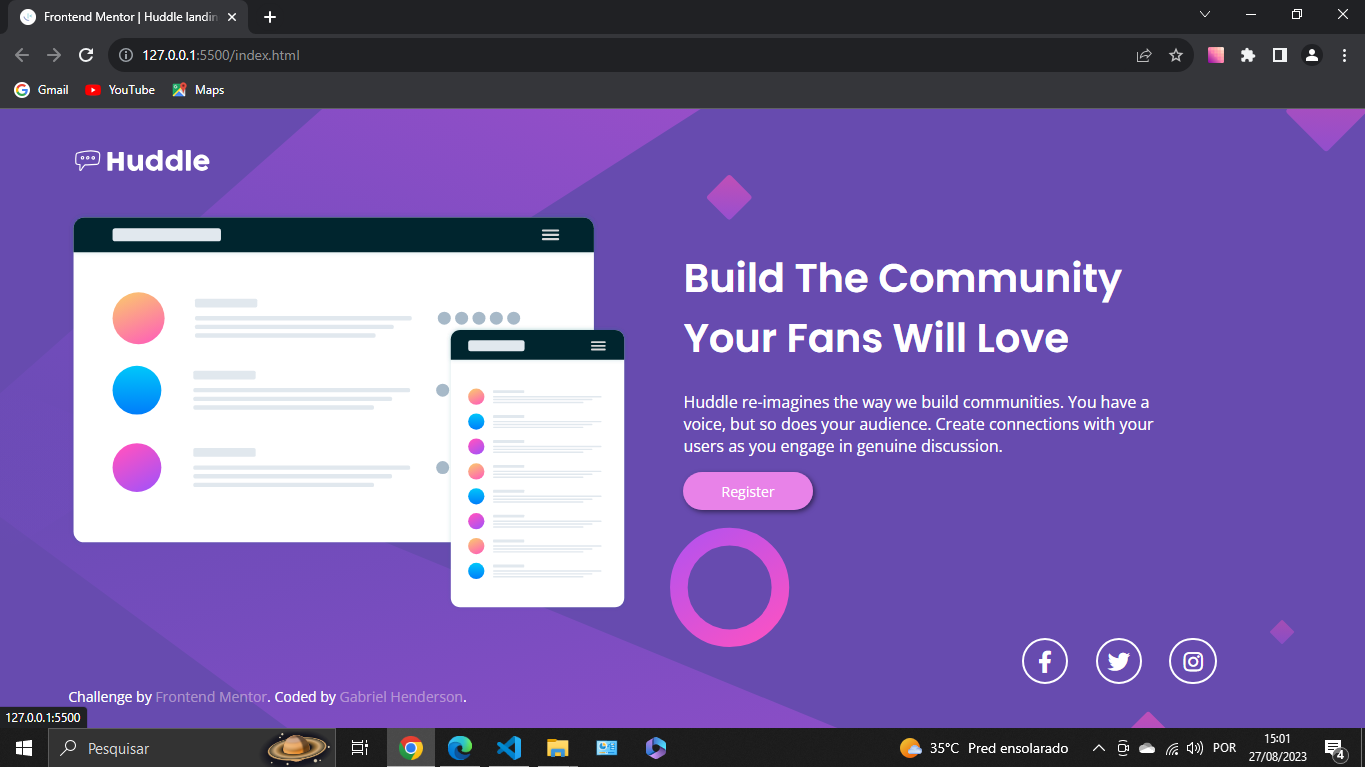 Frontend Mentor | Huddle landin
127.0.0.1:5500/index.html
Gmail
YouTube
Maps
Huddle
Build The Community
Your Fans Will Love
Huddle re-imagines the way we build communities. You have a
voice, but so does your audience. Create connections with your
users as you engage in genuine discussion.
Register
Challenge by Frontend Mentor. Coded by Gabriel Henderson.
127.0.0.1:5500
Pesquisar
35°C Pred ensolarado
POR
15:01
27/08/2023
4